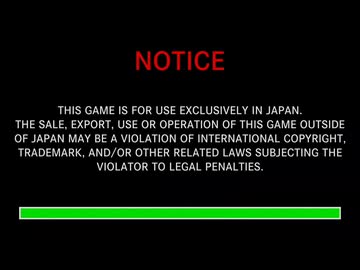 NOTICE
THIS GAME IS FOR USE EXCLUSIVELY IN JAPAN.
THE SALE, EXPORT, USE OR OPERATION OF THIS GAME OUTSIDE
OF JAPAN MAY BE A VIOLATION OF INTERNATIONAL COPYRIGHT,
TRADEMARK, AND/OR OTHER RELATED LAWS SUBJECTING THE
VIOLATOR TO LEGAL PENALTIES.